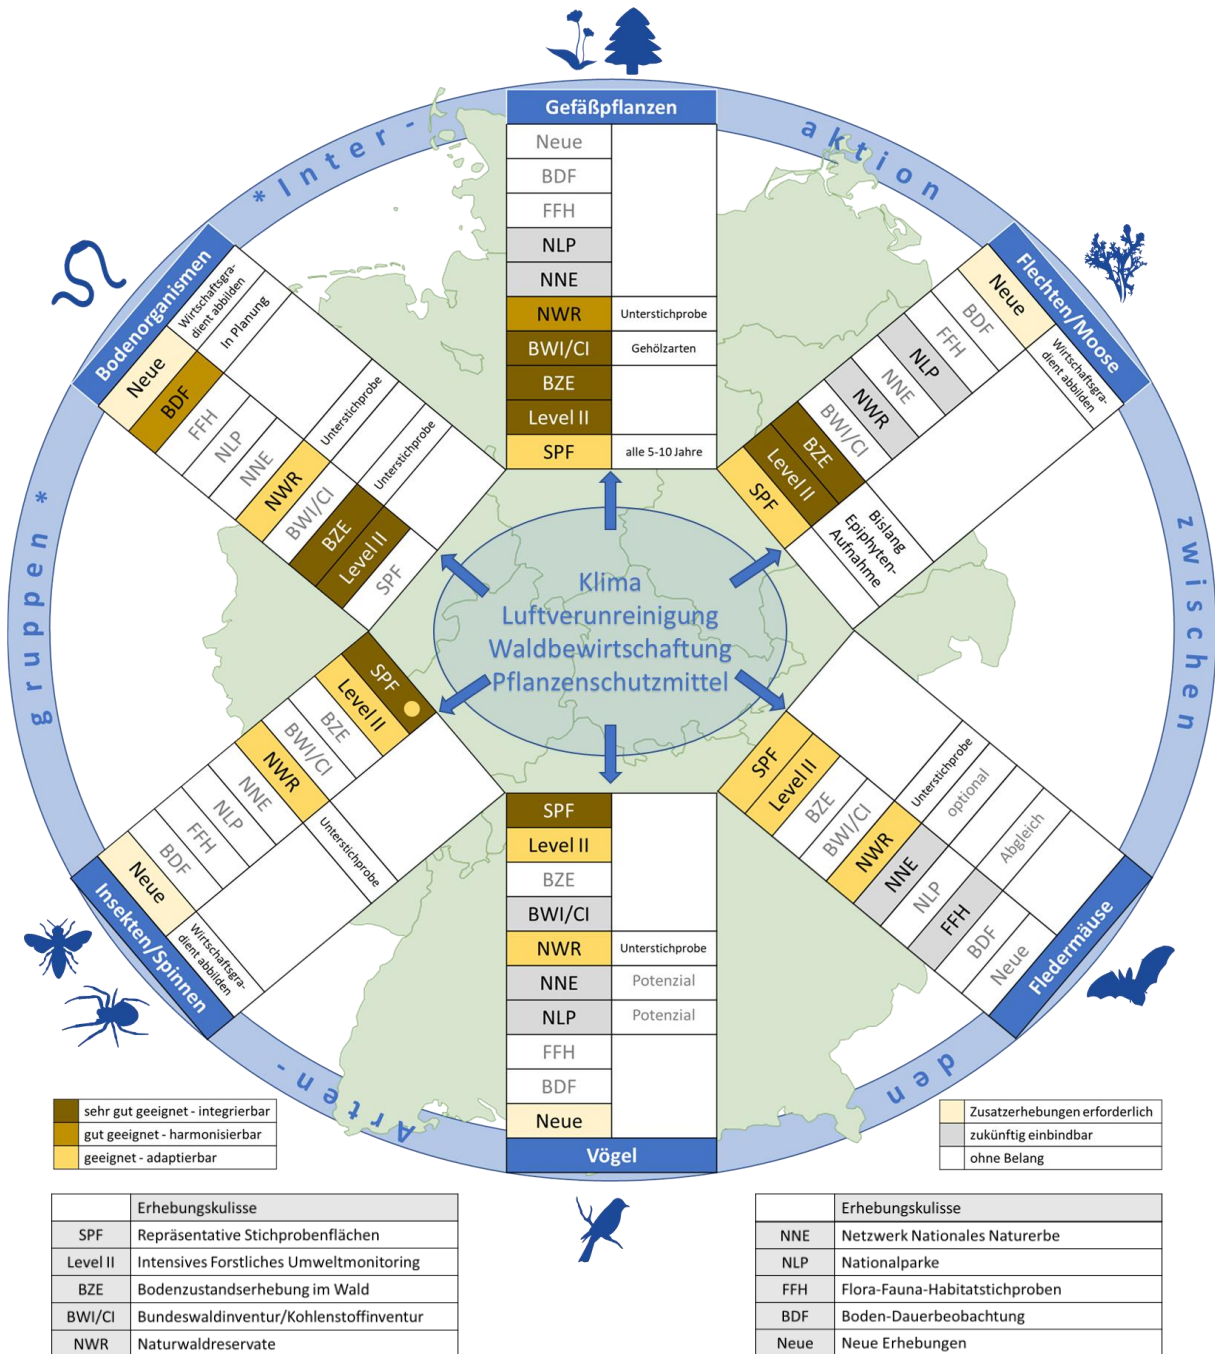 *Inter-
aktion
zwischen
den
Arten-
gruppen*
Gefäßpflanzen
Neue
BDF
FFH
NLP
NNE
NWR Unterstichprobe
BWI/CI Gehölzarten
BZE
Level II
SPF alle 5-10 Jahre
Flechten/Moose
Neue
Wirtschaftsgra-
dient abbilden
BDF
FFH
NLP
NNE
NWR
BWI/CI
BZE
Level II
SPF
Bislang
Epiphyten-
Aufnahme
Bodenorganismen
Neue
Wirtschaftsgra-
dient abbilden
BDF In Planung
FFH
NLP
NNE
NWR Unterstichprobe
BWI/CI
BZE Unterstichprobe
Level II
SPF
Klima
Luftverunreinigung
Waldbewirtschaftung
Pflanzenschutzmittel
SPF
Level II
BZE
BWI/CI
NWR Unterstichprobe
NNE
NLP
FFH
BDF
Neue
Wirtschaftsgra-
dient abbilden
Insekten/Spinnen
SPF
Level II
BZE
BWI/CI
NWR Unterstichprobe
NNE Potenzial
NLP Potenzial
FFH
BDF
Neue
Vögel
SPF
Level II
BZE
BWI/CI
NWR Unterstichprobe
NNE optional
NLP
FFH Abgleich
BDF
Neue
Fledermäuse
sehr gut geeignet - integrierbar
gut geeignet - harmonisierbar
geeignet - adaptierbar
Zusatzerhebungen erforderlich
zukünftig einbindbar
ohne Belang
Erhebungskulisse
SPF Repräsentative Stichprobenflächen
Level II Intensives Forstliches Umweltmonitoring
BZE Bodenzustandserhebung im Wald
BWI/CI Bundeswaldinventur/Kohlenstoffinventur
NWR Naturwaldreservate
Erhebungskulisse
NNE Netzwerk Nationales Naturerbe
NLP Nationalparke
FFH Flora-Fauna-Habitatstichproben
BDF Boden-Dauerbeobachtung
Neue Neue Erhebungen